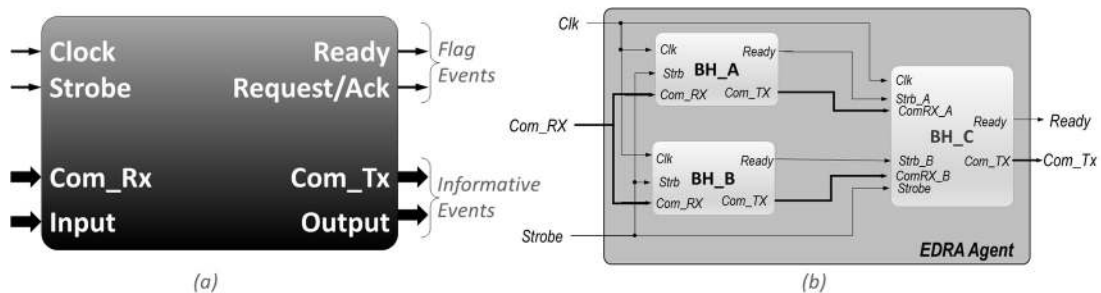 Clock
Ready
Flag
Events
Strobe
Request/Ack
Com_Rx
Com_Tx
Informative
Events
Input
Output
(a)
Clk
Clk
Ready
BH_A
Strb
Com_RX
Com_TX
Com_RX
Clk
Ready
BH_B
Strb
Com_RX
Com_TX
Strobe
Clk
Strb_A
ComRX_A
Ready
BH_C
Strb_B
Com_TX
ComRX_B
Strobe
Ready
Com_Tx
EDRA Agent
(b)